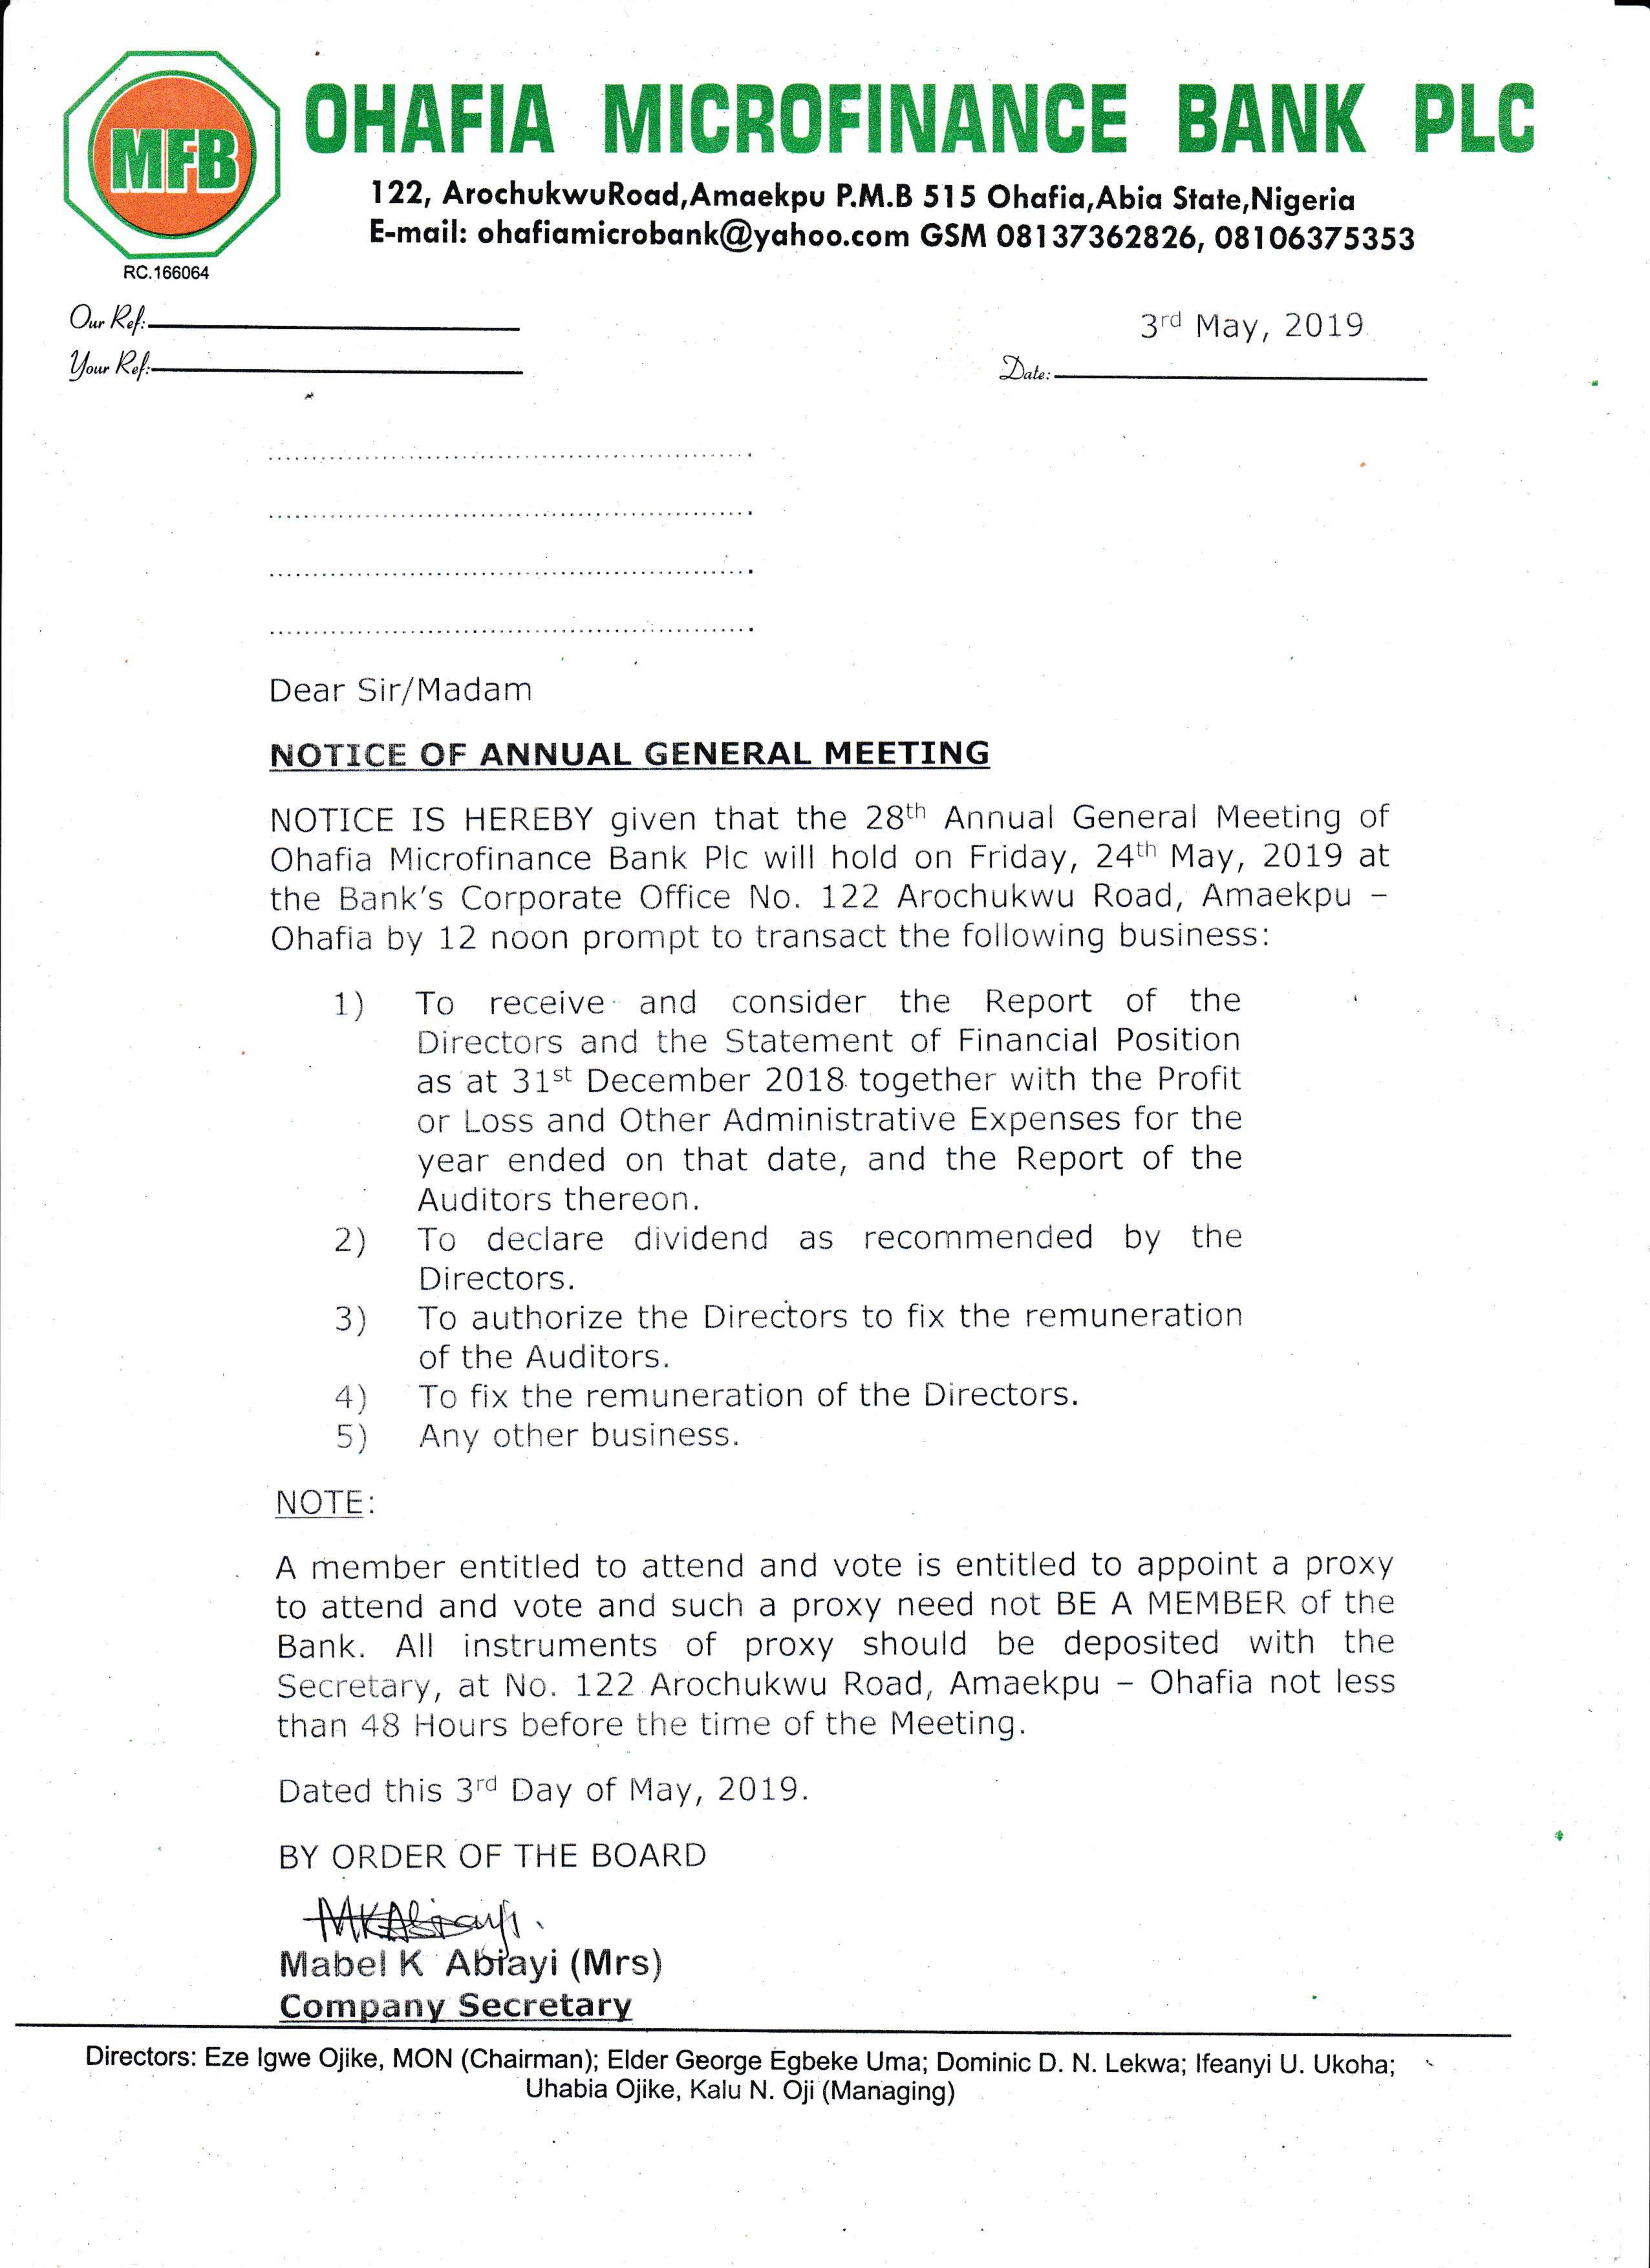 MFB
OHAFIA MICROFINANCE BANK PLC
122, ArochukwuRoad,Amaekpu P.M.B 515 Ohafia,Abia State,Nigeria
E-mail: ohafiamicrobank@yahoo.com GSM 08137362826, 08106375353
RC.166064
Our Ref:
3rd May, 2019
Your Ref:
Date:
Dear Sir/Madam
NOTICE OF ANNUAL GENERAL MEETING
NOTICE IS HEREBY given that the 28th Annual General Meeting of
Ohafia Microfinance Bank Plc will hold on Friday, 24th May, 2019 at
the Bank's Corporate Office No. 122 Arochukwu Road, Amaekpu –
Ohafia by 12 noon prompt to transact the following business:
1) To receive and consider the Report of the
Directors and the Statement of Financial Position
as at 31st December 2018 together with the Profit
or Loss and Other Administrative Expenses for the
year ended on that date, and the Report of the
Auditors thereon.
2) To declare dividend as recommended by the
Directors.
3) To authorize the Directors to fix the remuneration
of the Auditors.
4) To fix the remuneration of the Directors.
5) Any other business.
NOTE:
A member entitled to attend and vote is entitled to appoint a proxy
to attend and vote and such a proxy need not BE A MEMBER of the
Bank. All instruments of proxy should be deposited with the
Secretary, at No. 122 Arochukwu Road, Amaekpu – Ohafia not less
than 48 Hours before the time of the Meeting.
Dated this 3rd Day of May, 2019.
BY ORDER OF THE BOARD
MKAbiayi.
Mabel K Abiayi (Mrs)
Company Secretary
Directors: Eze Igwe Ojike, MON (Chairman); Elder George Egbeke Uma; Dominic D. N. Lekwa; Ifeanyi U. Ukoha;
Uhabia Ojike, Kalu N. Oji (Managing)